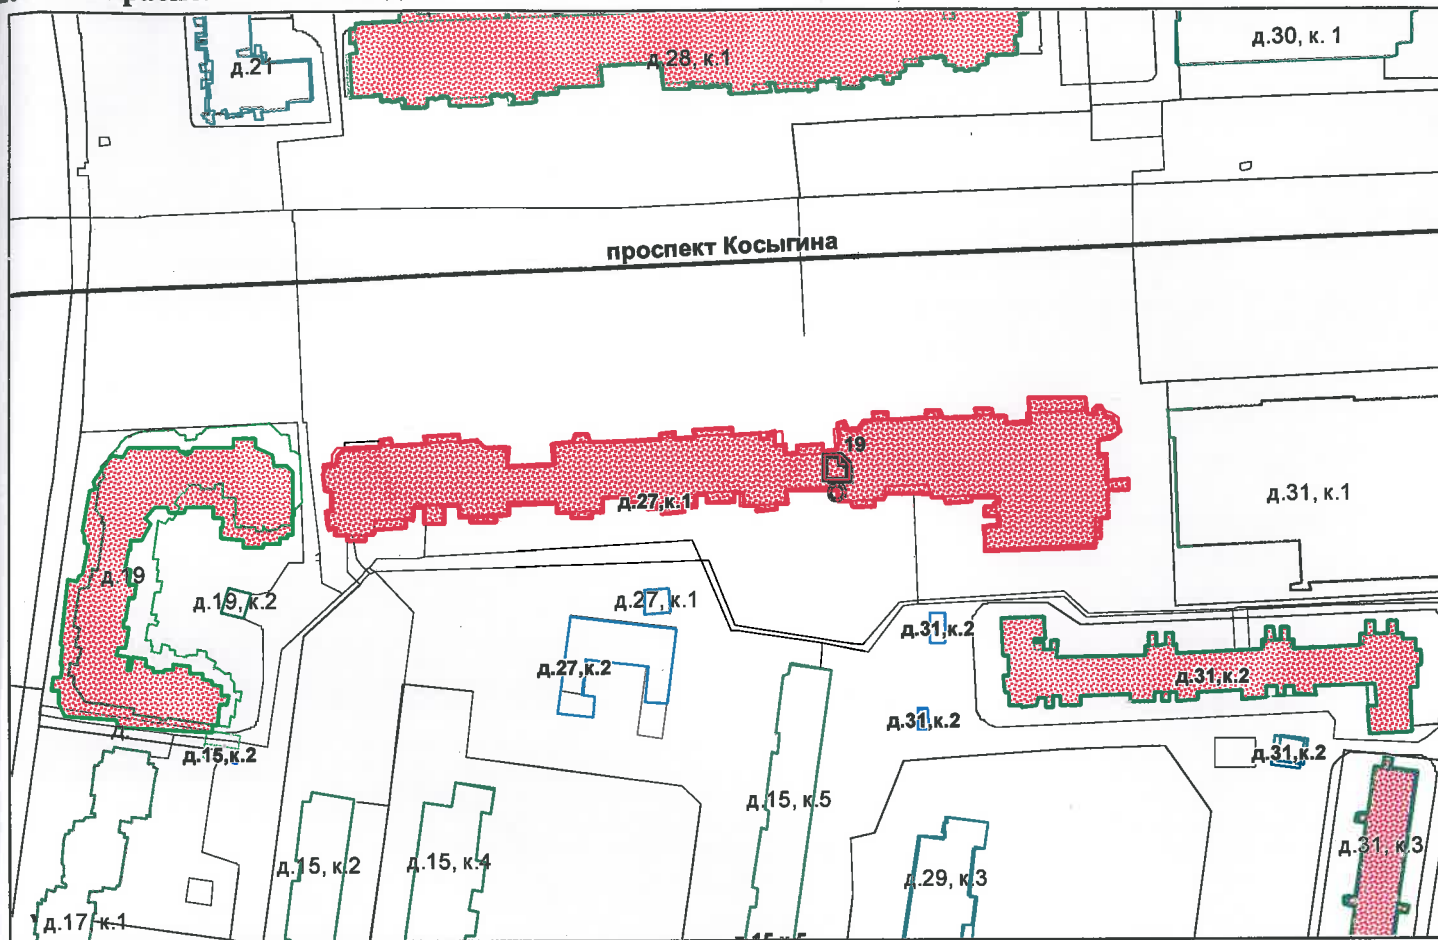 д.21
д.28, к.1
д.30, к. 1
проспект Косыгина
19
д.27,к.1
д.31, к.1
д.19
д.19, к.2
д.27, к.1
д.31,к.2
д.27,к.2
д.31,к.2
д.31,к.2
д.15,к.2
д.31,к.2
д.15, к.5
д.15, к.2
д.15, к.4
д.29, к.3
д.31, к.3
д.17, к.1